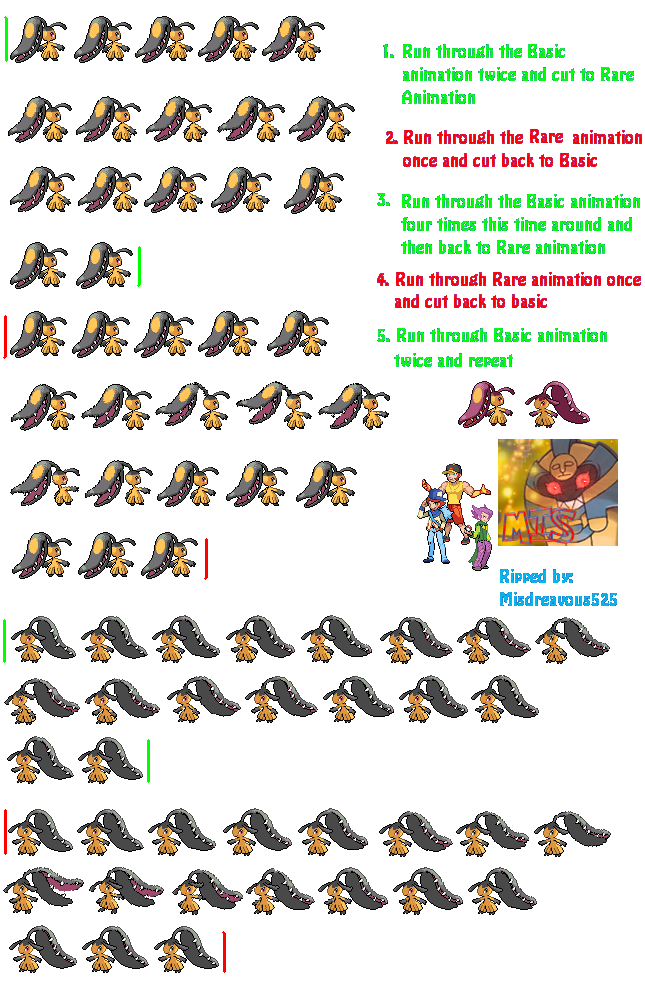 1. Run through the Basic
animation twice and cut to Rare
Animation
2. Run through the Rare animation
once and cut back to Basic
3. Run through the Basic animation
four times this time around and
then back to Rare animation
4. Run through Rare animation once
and cut back to basic
5. Run through Basic animation
twice and repeat
MDS
Ripped by:
Misdreavous525